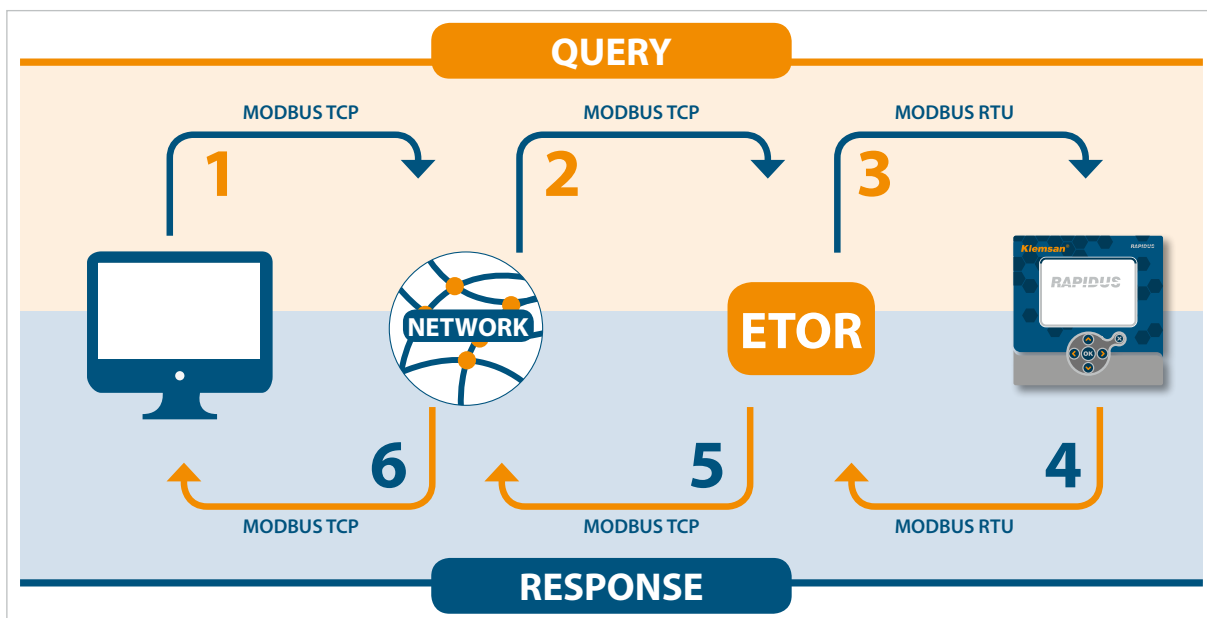 QUERY
MODBUS TCP
MODBUS TCP
MODBUS RTU
1
2
3
Klemsan®
RAPIDUS
RAPIDUS
NETWORK
ETOR
OK
6
5
4
MODBUS TCP
MODBUS TCP
MODBUS RTU
RESPONSE